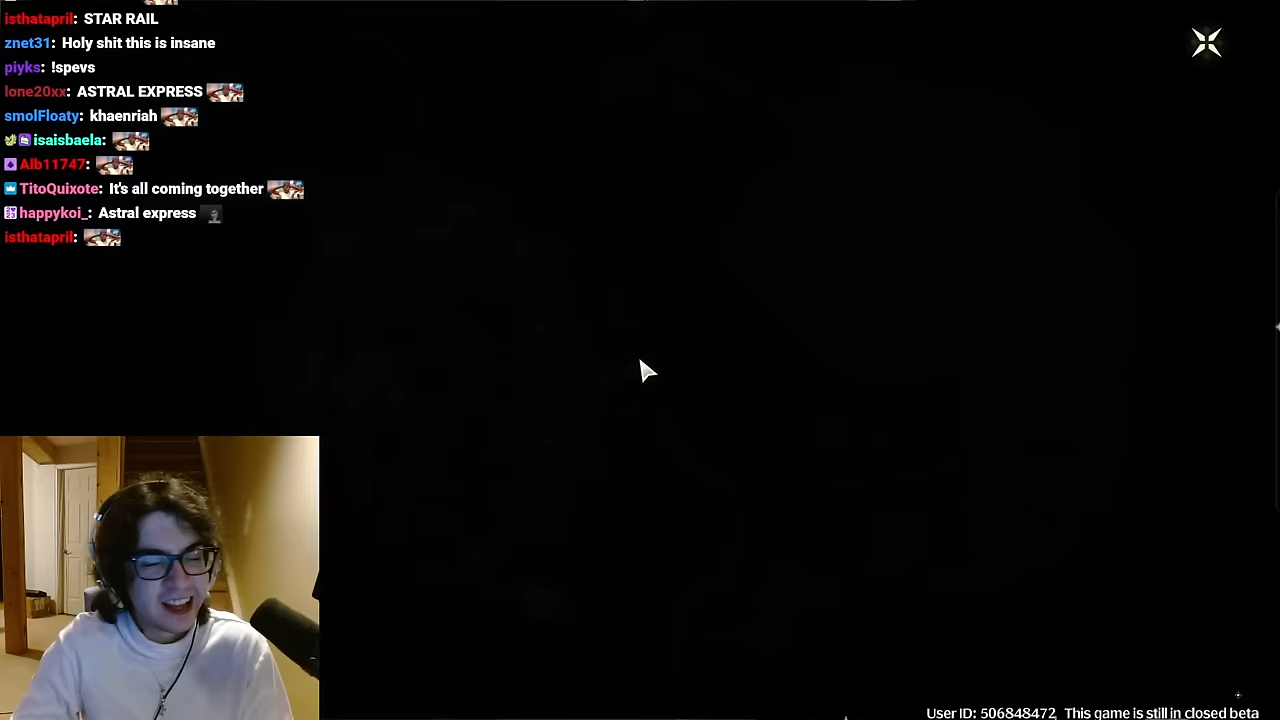 isthatapril: STAR RAIL
znet31: Holy shit this is insane
piyks: !spevs
lone20xx: ASTRAL EXPRESS
smolFloaty: khaenriah
isaisbaela:
Alb11747:
TitoQuixote: It's all coming together
happykoi_: Astral express
isthatapril:
User ID: 506848472 This game is still in closed beta